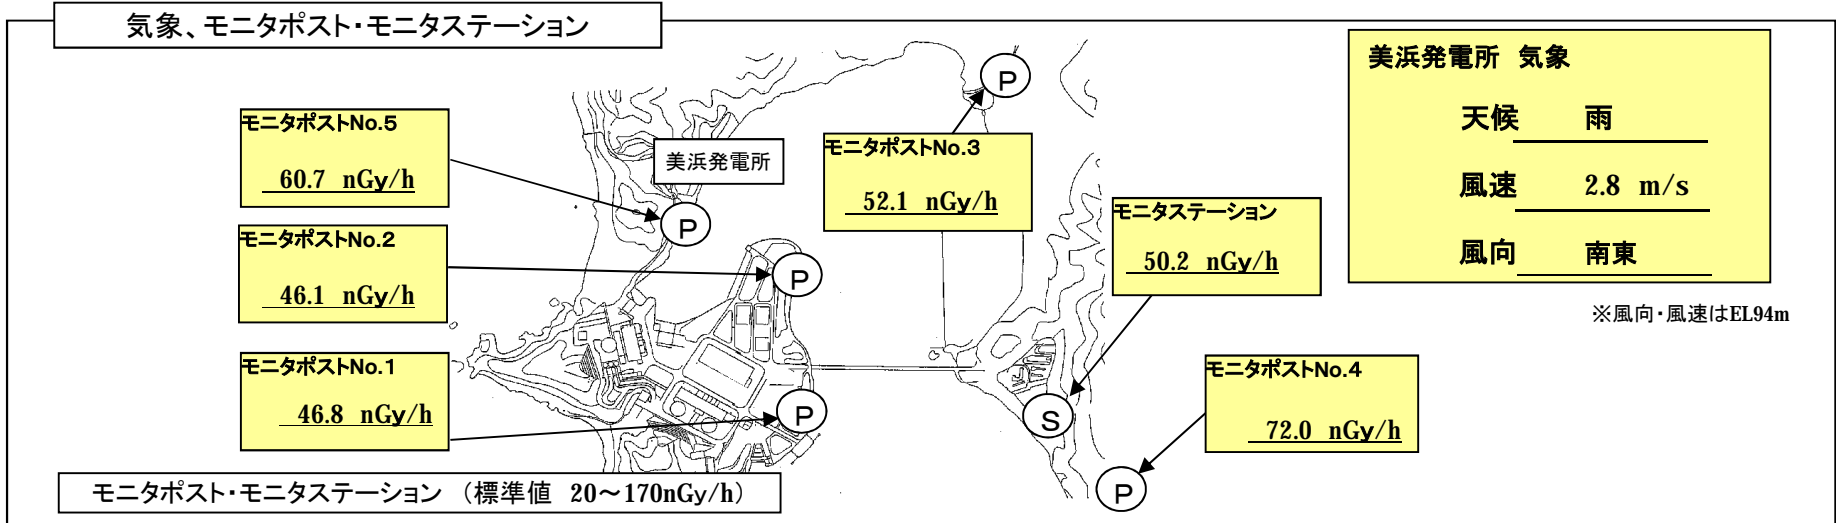 気象、モニタポスト・モニタステーション
美浜発電所 気象
天候 雨
風速 2.8 m/s
風向 南東
※風向・風速はEL94m
モニタポストNo.5
60.7 nGy/h
美浜発電所
P
モニタポストNo.3
52.1 nGy/h
P
モニタポストNo.2
46.1 nGy/h
P
モニタステーション
50.2 nGy/h
S
モニタポストNo.1
46.8 nGy/h
P
モニタポストNo.4
72.0 nGy/h
P
モニタポスト・モニタステーション (標準値 20～170nGy/h)